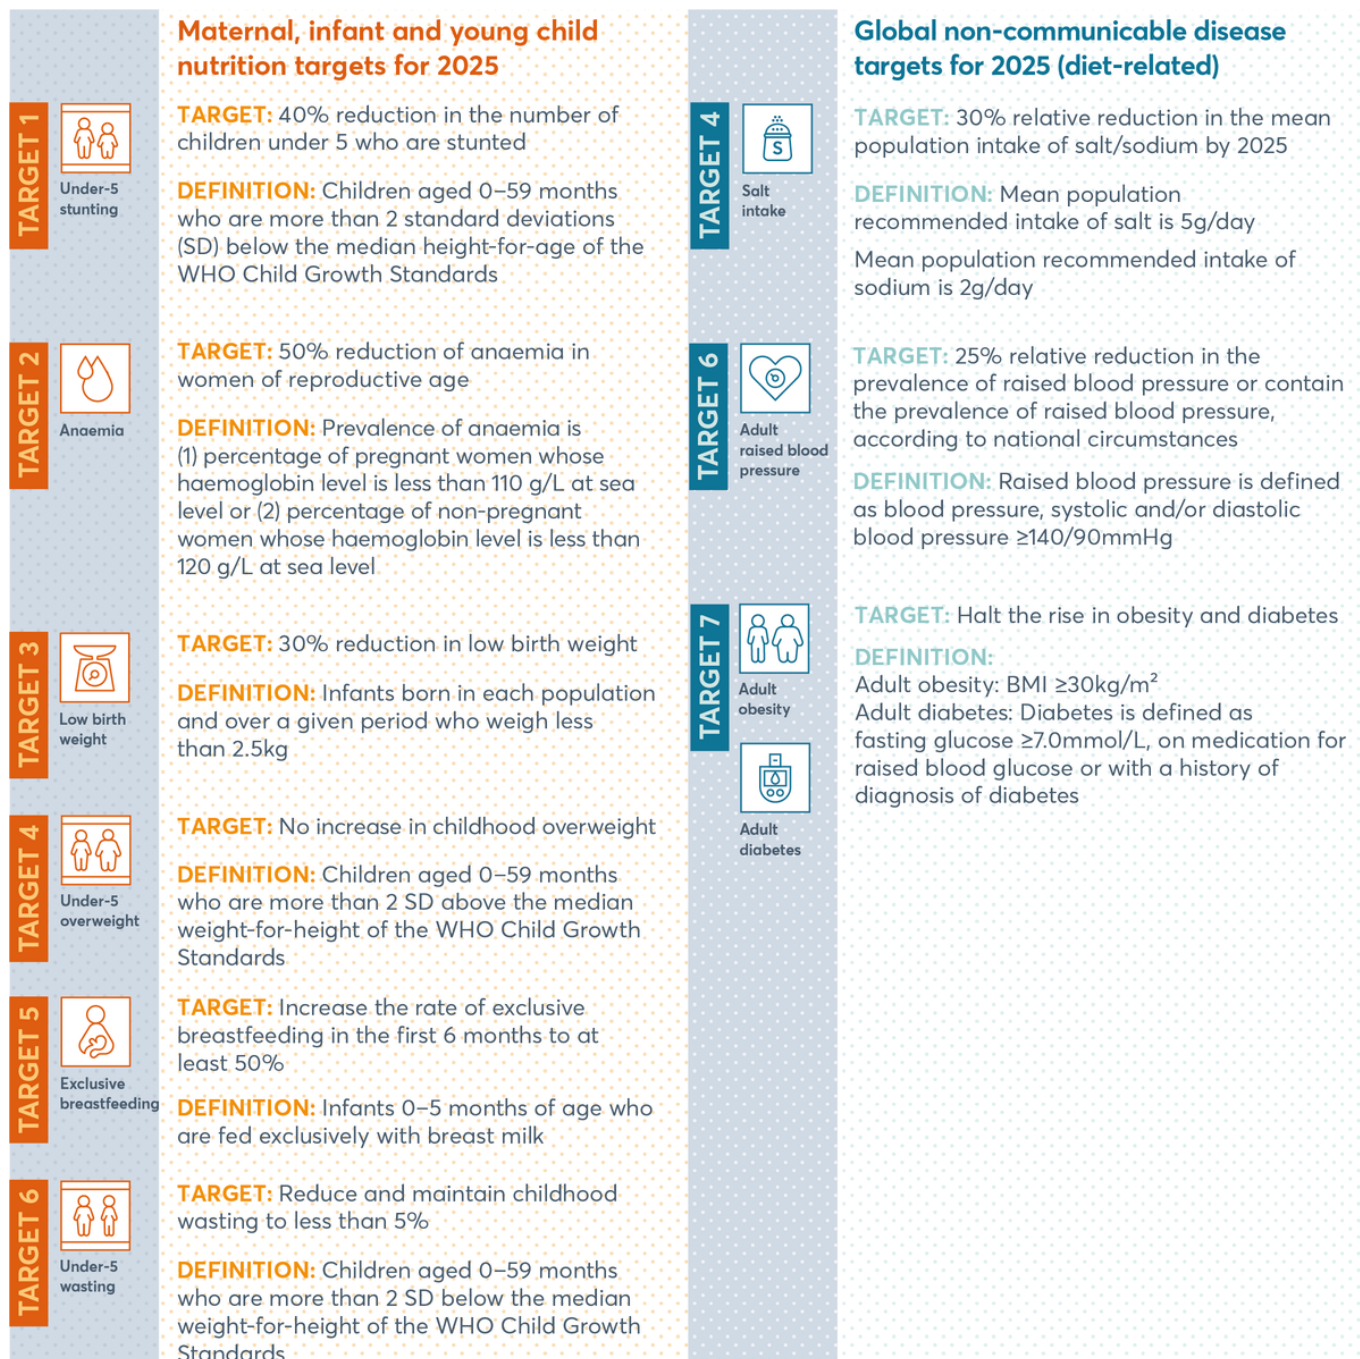 Maternal, infant and young child
nutrition targets for 2025
TARGET 1
Under-5
stunting
TARGET: 40% reduction in the number of
children under 5 who are stunted
DEFINITION: Children aged 0–59 months
who are more than 2 standard deviations
(SD) below the median height-for-age of the
WHO Child Growth Standards
TARGET 2
Anaemia
TARGET: 50% reduction of anaemia in
women of reproductive age
DEFINITION: Prevalence of anaemia is
(1) percentage of pregnant women whose
haemoglobin level is less than 110 g/L at sea
level or (2) percentage of non-pregnant
women whose haemoglobin level is less than
120 g/L at sea level
TARGET 3
Low birth
weight
TARGET: 30% reduction in low birth weight
DEFINITION: Infants born in each population
and over a given period who weigh less
than 2.5kg
TARGET 4
Under-5
overweight
TARGET: No increase in childhood overweight
DEFINITION: Children aged 0–59 months
who are more than 2 SD above the median
weight-for-height of the WHO Child Growth
Standards
TARGET 5
Exclusive
breastfeeding
TARGET: Increase the rate of exclusive
breastfeeding in the first 6 months to at
least 50%
DEFINITION: Infants 0–5 months of age who
are fed exclusively with breast milk
TARGET 6
Under-5
wasting
TARGET: Reduce and maintain childhood
wasting to less than 5%
DEFINITION: Children aged 0–59 months
who are more than 2 SD below the median
weight-for-height of the WHO Child Growth
Standards
Global non-communicable disease
targets for 2025 (diet-related)
TARGET 4
S
Salt
intake
TARGET: 30% relative reduction in the mean
population intake of salt/sodium by 2025
DEFINITION: Mean population
recommended intake of salt is 5g/day
Mean population recommended intake of
sodium is 2g/day
TARGET 6
Adult
raised blood
pressure
TARGET: 25% relative reduction in the
prevalence of raised blood pressure or contain
the prevalence of raised blood pressure,
according to national circumstances
DEFINITION: Raised blood pressure is defined
as blood pressure, systolic and/or diastolic
blood pressure ≥140/90mmHg
TARGET 7
Adult
obesity
Adult
diabetes
TARGET: Halt the rise in obesity and diabetes
DEFINITION:
Adult obesity: BMI ≥30kg/m²
Adult diabetes: Diabetes is defined as
fasting glucose ≥7.0mmol/L, on medication for
raised blood glucose or with a history of
diagnosis of diabetes